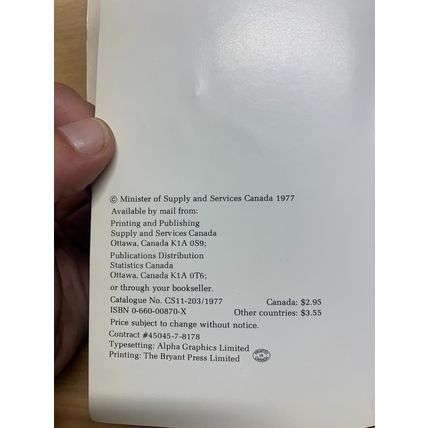 © Minister of Supply and Services Canada 1977
Available by mail from:
Printing and Publishing
Supply and Services Canada
Ottawa, Canada K1A 0S9;
Publications Distribution
Statistics Canada
Ottawa, Canada K1A 0T6;
or through your bookseller.
Catalogue No. CS11-203/1977 Canada: $2.95
ISBN 0-660-00870-X Other countries: $3.55
Price subject to change without notice.
Contract #45045-7-8178
Typesetting: Alpha Graphics Limited
Printing: The Bryant Press Limited